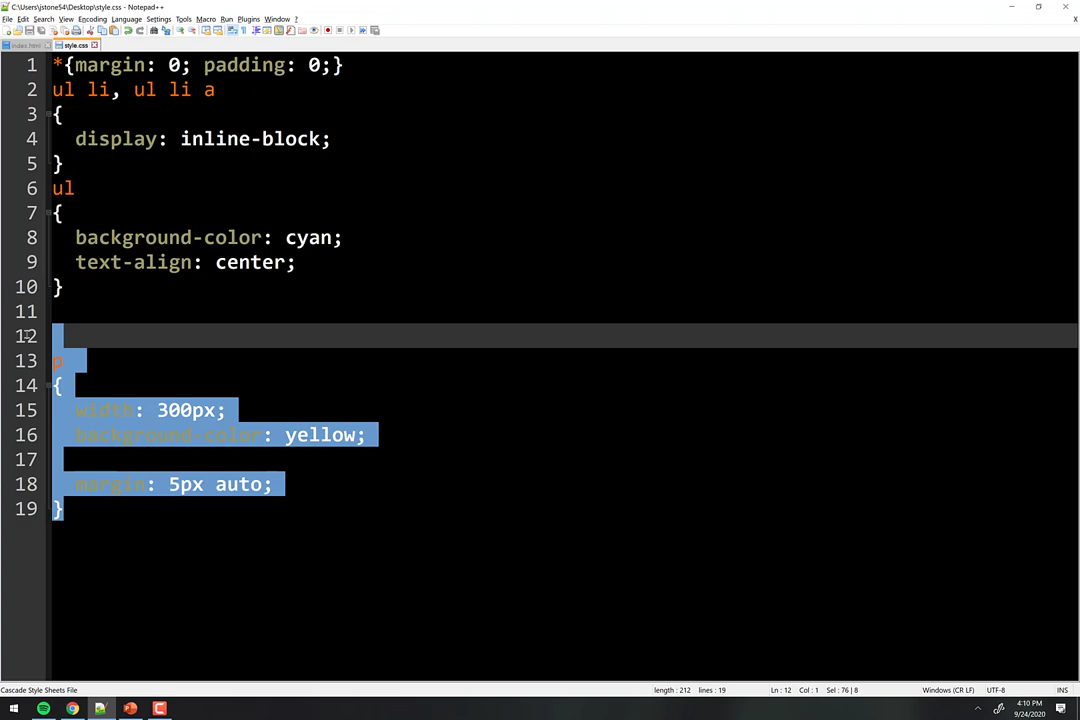 C:\Users\jstone54\Desktop\style.css - Notepad++
File Edit Search View Encoding Language Settings Tools Macro Run Plugins Window ?
X
index.html style.css
1 *{margin: 0; padding: 0;}
2 ul li, ul li a
3 {
4 display: inline-block;
5 }
6 ul
7 {
8 background-color: cyan;
9 text-align: center;
10 }
11
12
13 p
14 {
15 width: 300px;
16 background-color: yellow;
17
18 margin: 5px auto;
19 }
Cascade Style Sheets File length : 212 lines : 19 Ln : 12 Col : 1 Sel : 76 | 8 Windows (CR LF) UTF-8 INS
4:10 PM
9/24/2020